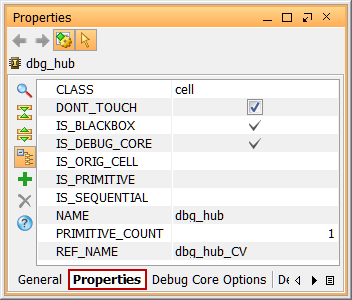 Properties
dbg_hub
CLASS cell
DONT_TOUCH
IS_BLACKBOX
IS_DEBUG_CORE
IS_ORIG_CELL
IS_PRIMITIVE
IS_SEQUENTIAL
NAME dbg_hub
PRIMITIVE_COUNT 1
REF_NAME dbg_hub_CV
General Properties Debug Core Options